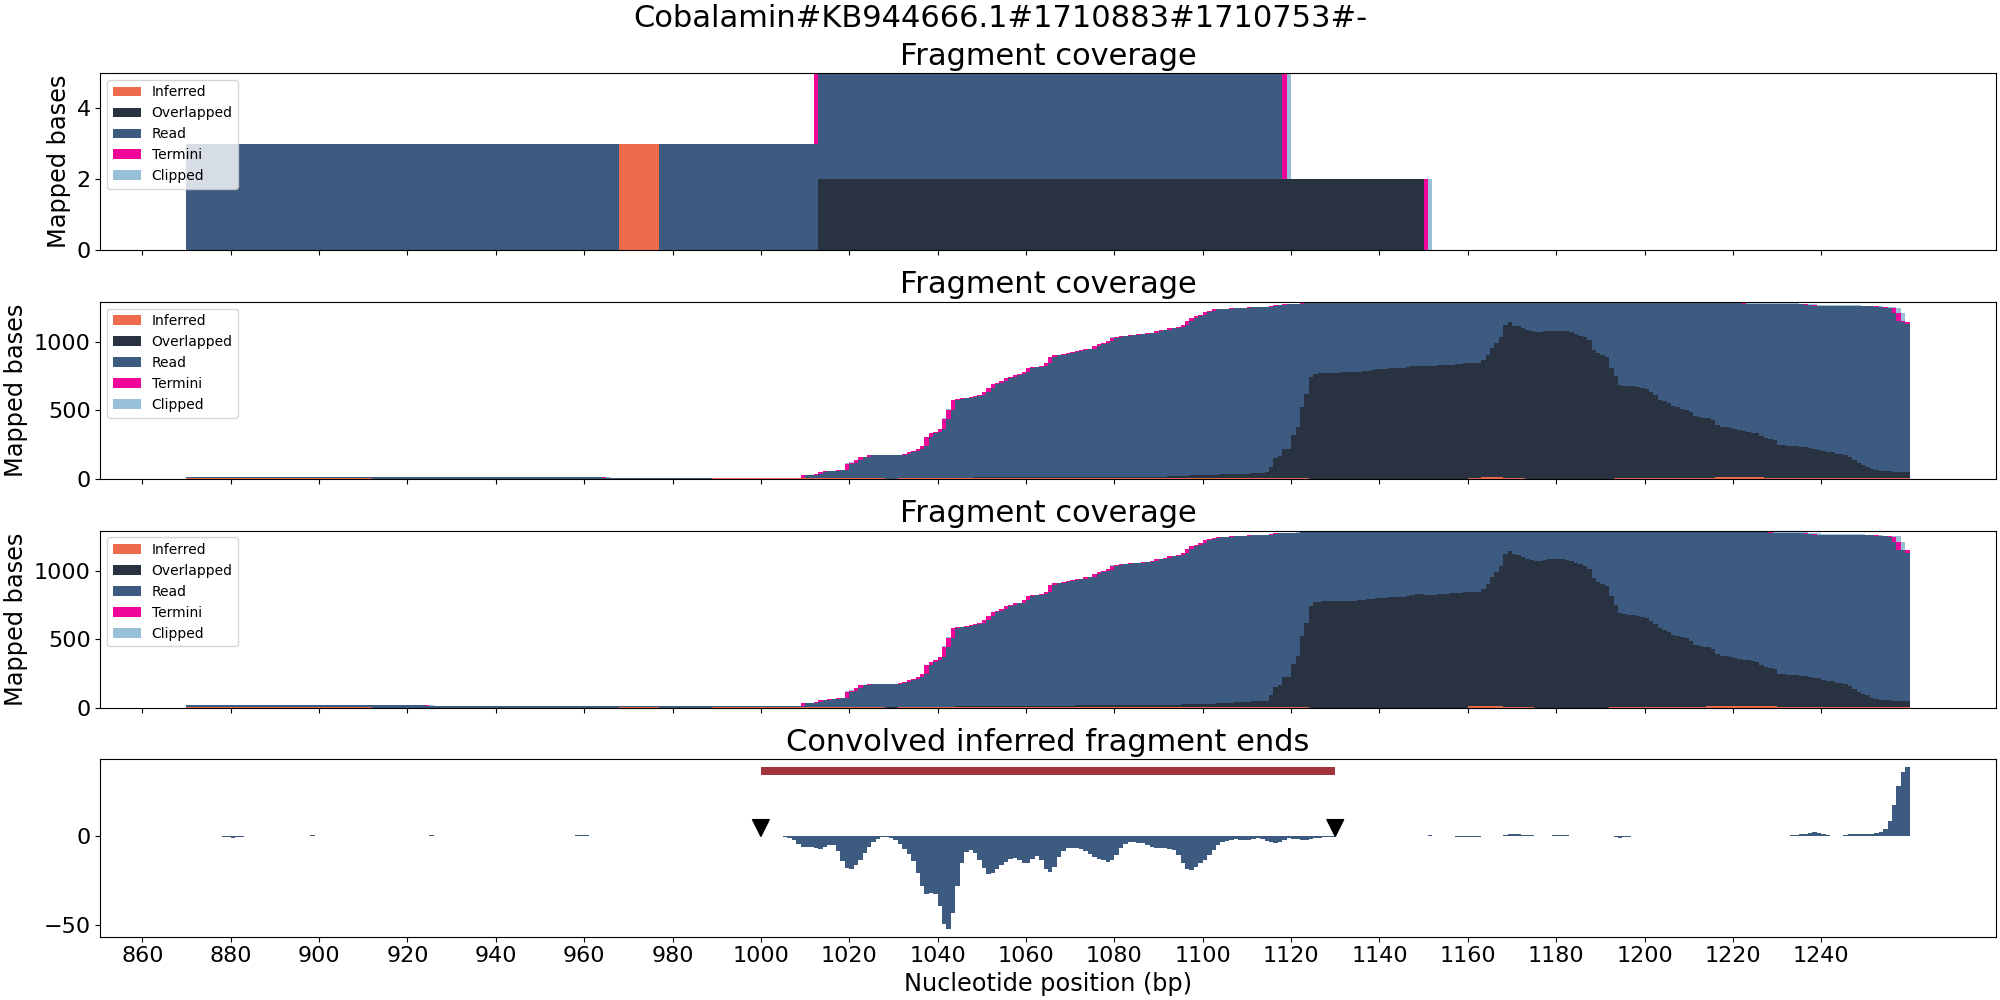 Cobalamin#KB944666.1#1710883#1710753#-
Fragment coverage
Mapped bases
4
2
0
Inferred
Overlapped
Read
Termini
Clipped
Fragment coverage
Mapped bases
1000
500
0
Inferred
Overlapped
Read
Termini
Clipped
Fragment coverage
Mapped bases
1000
500
0
Inferred
Overlapped
Read
Termini
Clipped
Convolved inferred fragment ends
0
−50
860 880 900 920 940 960 980 1000 1020 1040 1060 1080 1100 1120 1140 1160 1180 1200 1220 1240
Nucleotide position (bp)